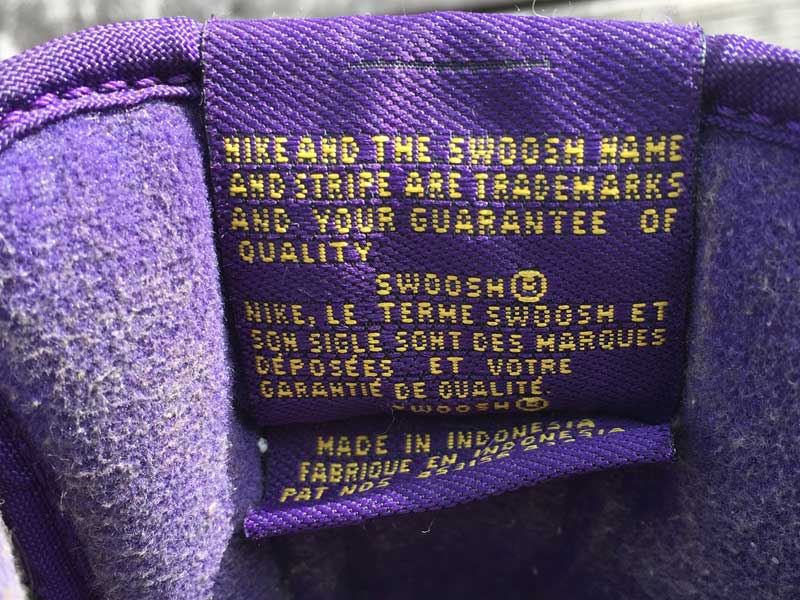 NIKE AND THE SWOOSH NAME
AND STRIPE ARE TRADEMARKS
AND YOUR GUARANTEE OF
QUALITY
SWOOSH®
NIKE, LE TERME SWOOSH ET
SON SIGLE SONT DES MARQUES
DÉPOSÉES ET VOTRE
GARANTIÉ DE QUALITÉ.
SWOOSH®
MADE IN INDONESIA
FABRIQUE EN INDONESIA
PAT NOS